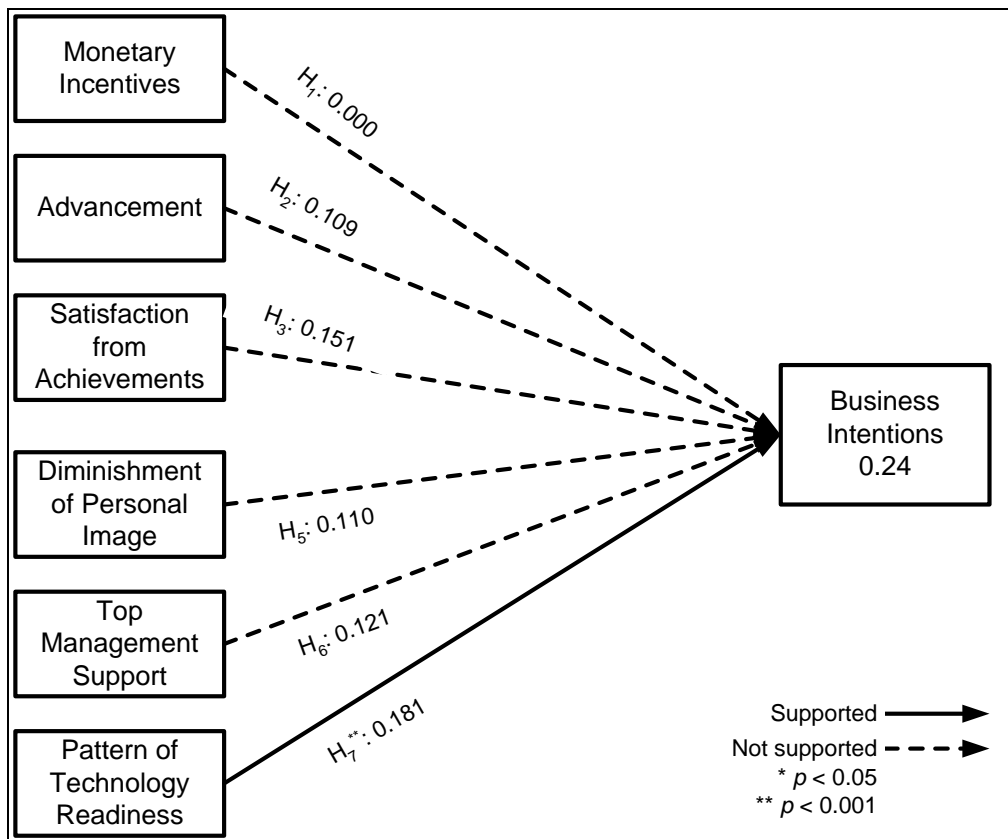 Monetary
Incentives
H₁: 0.000
Advancement
H₂: 0.109
Satisfaction
from
Achievements
H₃: 0.151
Business
Intentions
0.24
Diminishment
of Personal
Image
H₅: 0.110
Top
Management
Support
H₆: 0.121
Pattern of
Technology
Readiness
H₇**: 0.181
Supported
Not supported
* p < 0.05
** p < 0.001